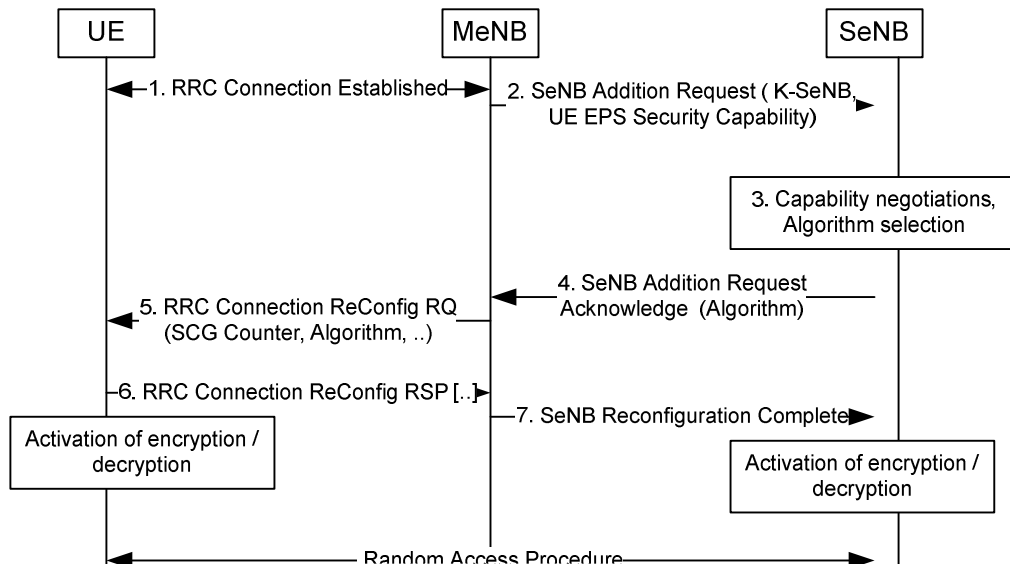 UE
MeNB
SeNB
1. RRC Connection Established
2. SeNB Addition Request ( K-SeNB,
UE EPS Security Capability)
3. Capability negotiations,
Algorithm selection
4. SeNB Addition Request
Acknowledge (Algorithm)
5. RRC Connection ReConfig RQ
(SCG Counter, Algorithm, ..)
6. RRC Connection ReConfig RSP [..]
7. SeNB Reconfiguration Complete
Activation of encryption /
decryption
Activation of encryption /
decryption
Random Access Procedure